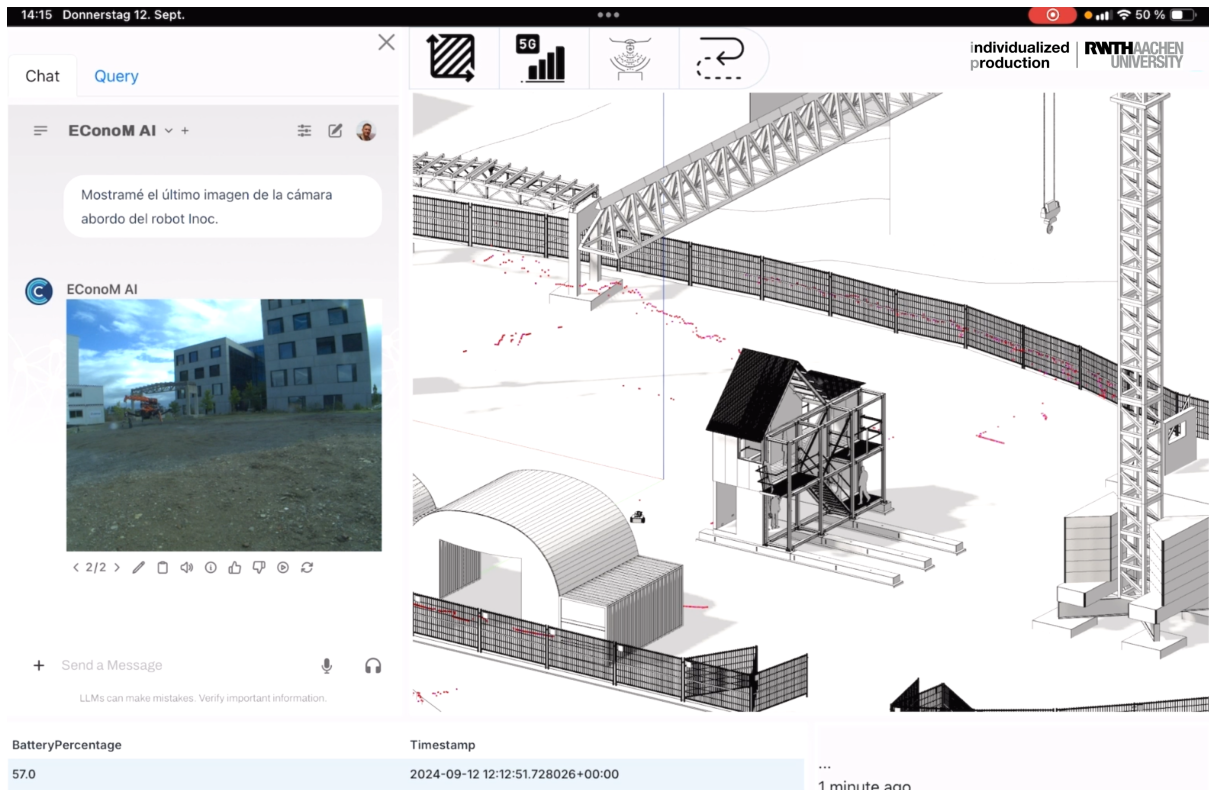 14:15 Donnerstag 12. Sept.
50 %
Chat
Query
5G
individualized
production
RWTHAACHEN
UNIVERSITY
EConoM AI
Mostramé el último imagen de la cámara
abordo del robot Inoc.
EConoM AI
2/2
Send a Message
LLMs can make mistakes. Verify important information.
BatteryPercentage
Timestamp
57.0
2024-09-12 12:12:51.728026+00:00
...
1 minute ago